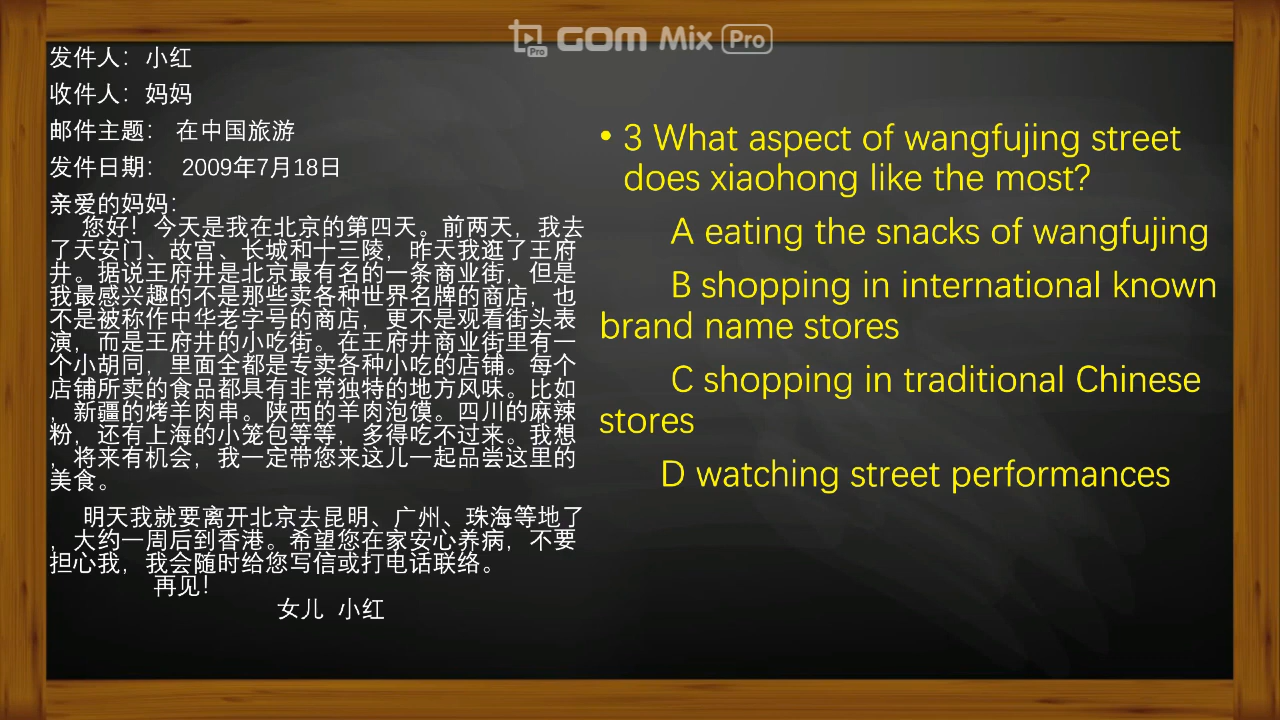 GOM Mix Pro
发件人：小红
收件人：妈妈
邮件主题： 在中国旅游
发件日期： 2009年7月18日
亲爱的妈妈：
您好！今天是我在北京的第四天。前两天，我去
了天安门、故宫、长城和十三陵，昨天我逛了王府
井。据说王府井是北京最有名的一条商业街，但是
我最感兴趣的不是那些卖各种世界名牌的商店，也
不是被称作中华老字号的商店，更不是观看街头表
演，而是王府井的小吃街。在王府井商业街里有一
个小胡同，里面全都是专卖各种小吃的店铺。每个
店铺所卖的食品都具有非常独特的地方风味。比如
，新疆的烤羊肉串。陕西的羊肉泡馍。四川的麻辣
粉，还有上海的小笼包等等，多得吃不过来。我想
，将来有机会，我一定带您来这儿一起品尝这里的
美食。
明天我就要离开北京去昆明、广州、珠海等地了
，大约一周后到香港。希望您在家安心养病，不要
担心我，我会随时给您写信或打电话联络。
再见！
女儿 小红
• 3 What aspect of wangfujing street
does xiaohong like the most?
A eating the snacks of wangfujing
B shopping in international known
brand name stores
C shopping in traditional Chinese
stores
D watching street performances